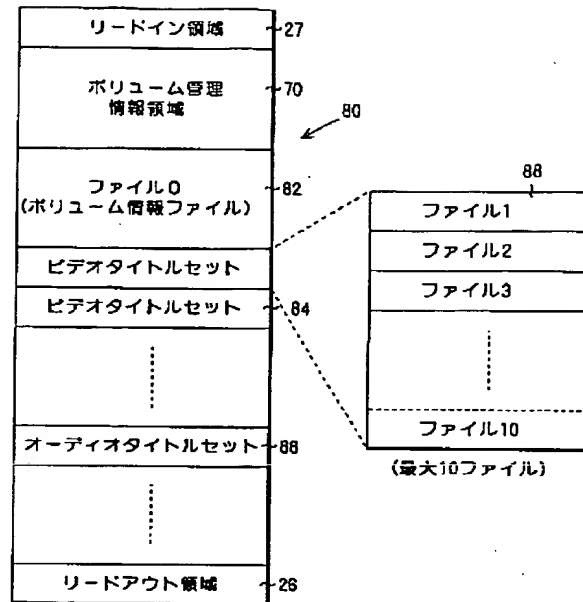 リードイン領域
27
ボリューム管理
情報領域
70
80
ファイル0
(ボリューム情報ファイル)
82
ビデオタイトルセット
ビデオタイトルセット
84
オーディオタイトルセット
86
リードアウト領域
26
88
ファイル1
ファイル2
ファイル3
ファイル10
(最大10ファイル)